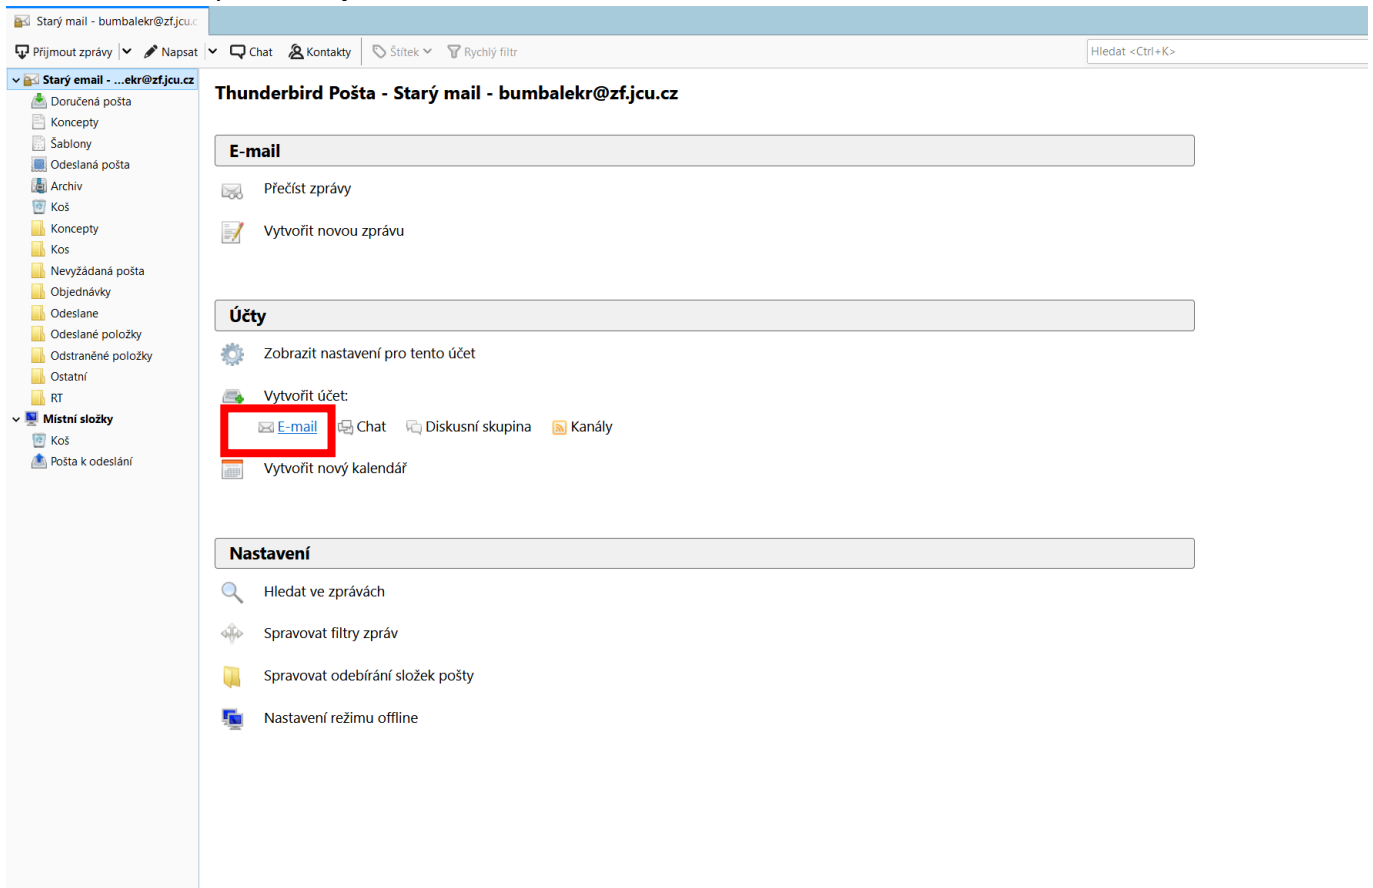 Starý mail - bumbalekr@zf.jcu.c
Přijmout zprávy
Napsat
Chat
Kontakty
Štítek
Rychlý filtr
Hledat <Ctrl+K>
Starý email - ...ekr@zf.jcu.cz
Doručená pošta
Koncepty
Šablony
Odeslaná pošta
Archiv
Koš
Koncepty
Kos
Nevyžádaná pošta
Objednávky
Odeslane
Odeslané položky
Odstraněné položky
Ostatní
RT
Místní složky
Koš
Pošta k odeslání
Thunderbird Pošta - Starý mail - bumbalekr@zf.jcu.cz
E-mail
Přečíst zprávy
Vytvořit novou zprávu
Účty
Zobrazit nastavení pro tento účet
Vytvořit účet:
E-mail Chat Diskusní skupina Kanály
Vytvořit nový kalendář
Nastavení
Hledat ve zprávách
Spravovat filtry zpráv
Spravovat odebírání složek pošty
Nastavení režimu offline